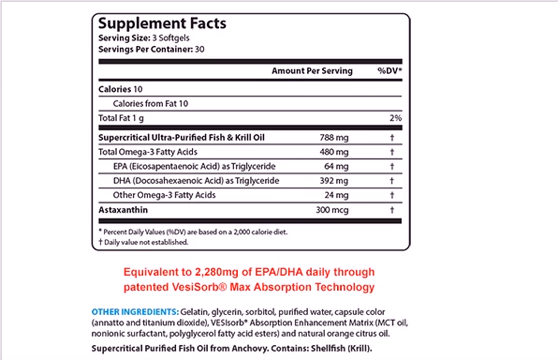 Supplement Facts
Serving Size: 3 Softgels
Servings Per Container: 30
Amount Per Serving %DV*
Calories 10
Calories from Fat 10
Total Fat 1 g 2%
Supercritical Ultra-Purified Fish & Krill Oil 788 mg †
Total Omega-3 Fatty Acids 480 mg †
EPA (Eicosapentaenoic Acid) as Triglyceride 64 mg †
DHA (Docosahexaenoic Acid) as Triglyceride 392 mg †
Other Omega-3 Fatty Acids 24 mg †
Astaxanthin 300 mcg †
* Percent Daily Values (%DV) are based on a 2,000 calorie diet.
† Daily value not established.
Equivalent to 2,280mg of EPA/DHA daily through
patented VesiSorb® Max Absorption Technology
OTHER INGREDIENTS: Gelatin, glycerin, sorbitol, purified water, capsule color
(annatto and titanium dioxide), VESIsorb® Absorption Enhancement Matrix (MCT oil,
nonionic surfactant, polyglycerol fatty acid esters) and natural orange citrus oil.
Supercritical Purified Fish Oil from Anchovy. Contains: Shellfish (Krill).